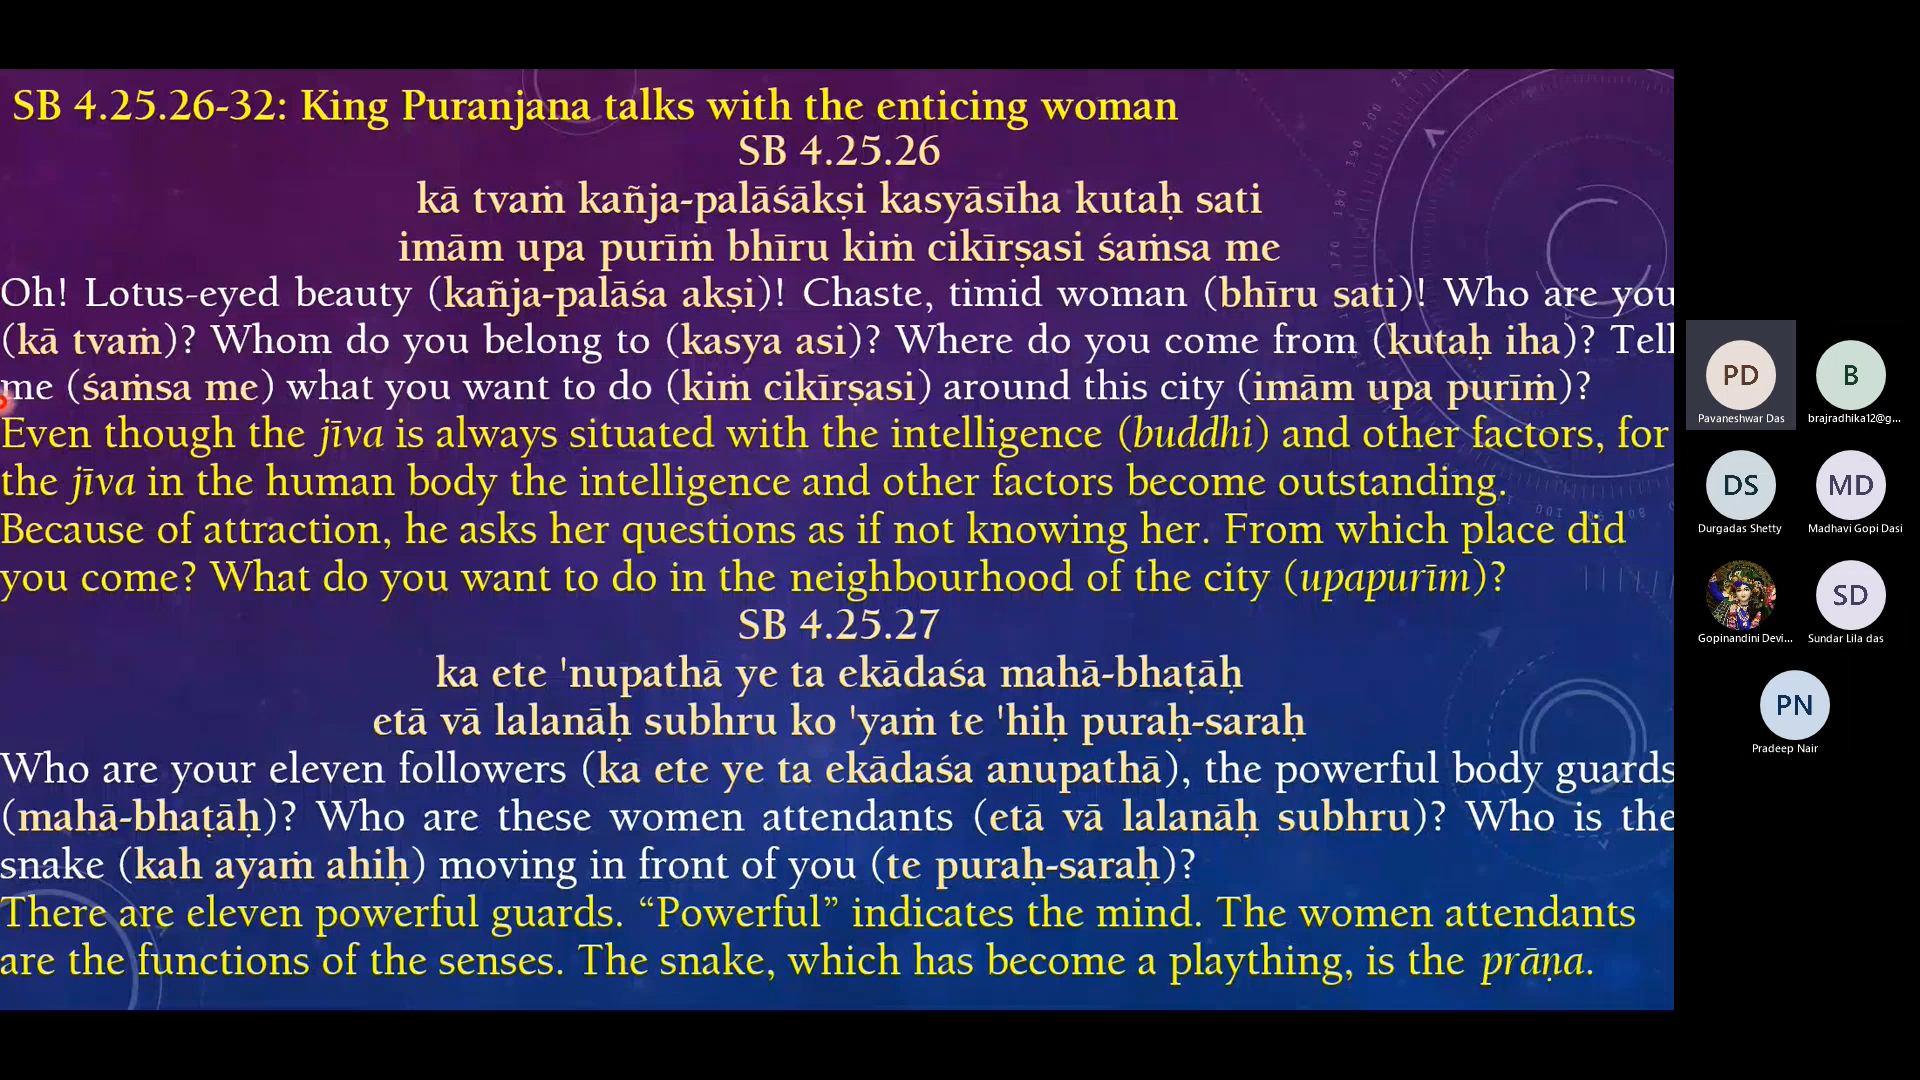 SB 4.25.26-32: King Puranjana talks with the enticing woman
SB 4.25.26
kā tvaṁ kañja-palāśākṣi kasyāsīha kutaḥ sati
imām upa purīṁ bhīru kiṁ cikīrṣasi śaṁsa me
Oh! Lotus-eyed beauty (kañja-palāśa akṣi)! Chaste, timid woman (bhīru sati)! Who are you
(kā tvaṁ)? Whom do you belong to (kasya asi)? Where do you come from (kutaḥ iha)? Tell
me (śaṁsa me) what you want to do (kiṁ cikīrṣasi) around this city (imām upa purīṁ)?
Even though the jīva is always situated with the intelligence (buddhi) and other factors, for
the jīva in the human body the intelligence and other factors become outstanding.
Because of attraction, he asks her questions as if not knowing her. From which place did
you come? What do you want to do in the neighbourhood of the city (upapurīm)?
SB 4.25.27
ka ete 'nupathā ye ta ekādaśa mahā-bhaṭāḥ
etā vā lalanāḥ subhru ko 'yaṁ te 'hiḥ puraḥ-saraḥ
Who are your eleven followers (ka ete ye ta ekādaśa anupathā), the powerful body guards
(mahā-bhaṭāḥ)? Who are these women attendants (etā vā lalanāḥ subhru)? Who is the
snake (kah ayaṁ ahiḥ) moving in front of you (te puraḥ-saraḥ)?
There are eleven powerful guards. “Powerful” indicates the mind. The women attendants
are the functions of the senses. The snake, which has become a plaything, is the prāṇa.
PD
Pavaneshwar Das
B
brajradhika12@g...
DS
Durgadas Shetty
MD
Madhavi Gopi Dasi
Gopinandini Devi...
SD
Sundar Lila das
PN
Pradeep Nair